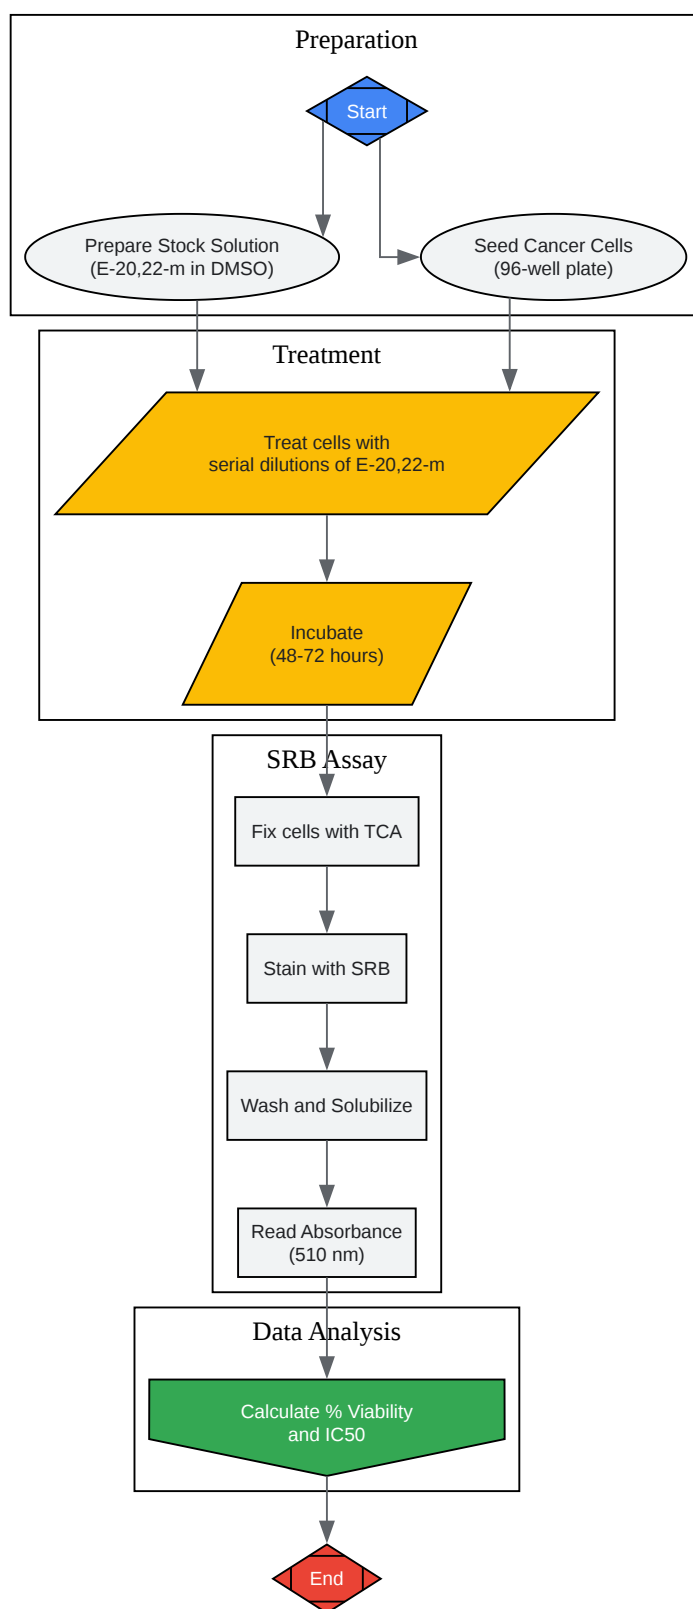 Preparation
Start
Prepare Stock Solution
(E-20,22-m in DMSO)
Seed Cancer Cells
(96-well plate)
Treatment
Treat cells with
serial dilutions of E-20,22-m
Incubate
(48-72 hours)
SRB Assay
Fix cells with TCA
Stain with SRB
Wash and Solubilize
Read Absorbance
(510 nm)
Data Analysis
Calculate % Viability
and IC50
End